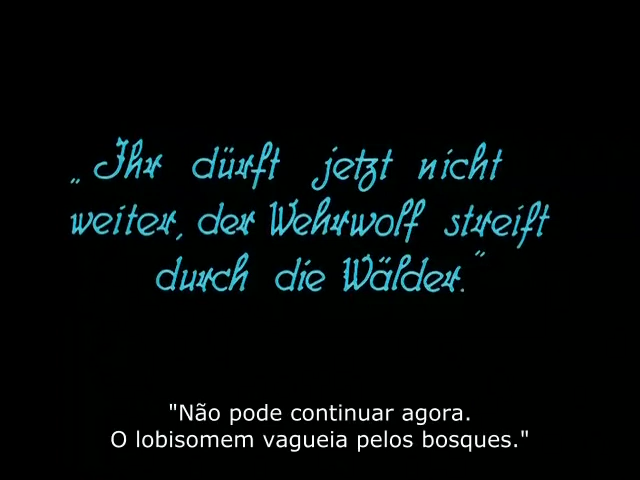 „Ihr dürft jetzt nicht
weiter, der Wehrwolf streift
durch die Wälder."
"Não pode continuar agora.
O lobisomem vagueia pelos bosques."